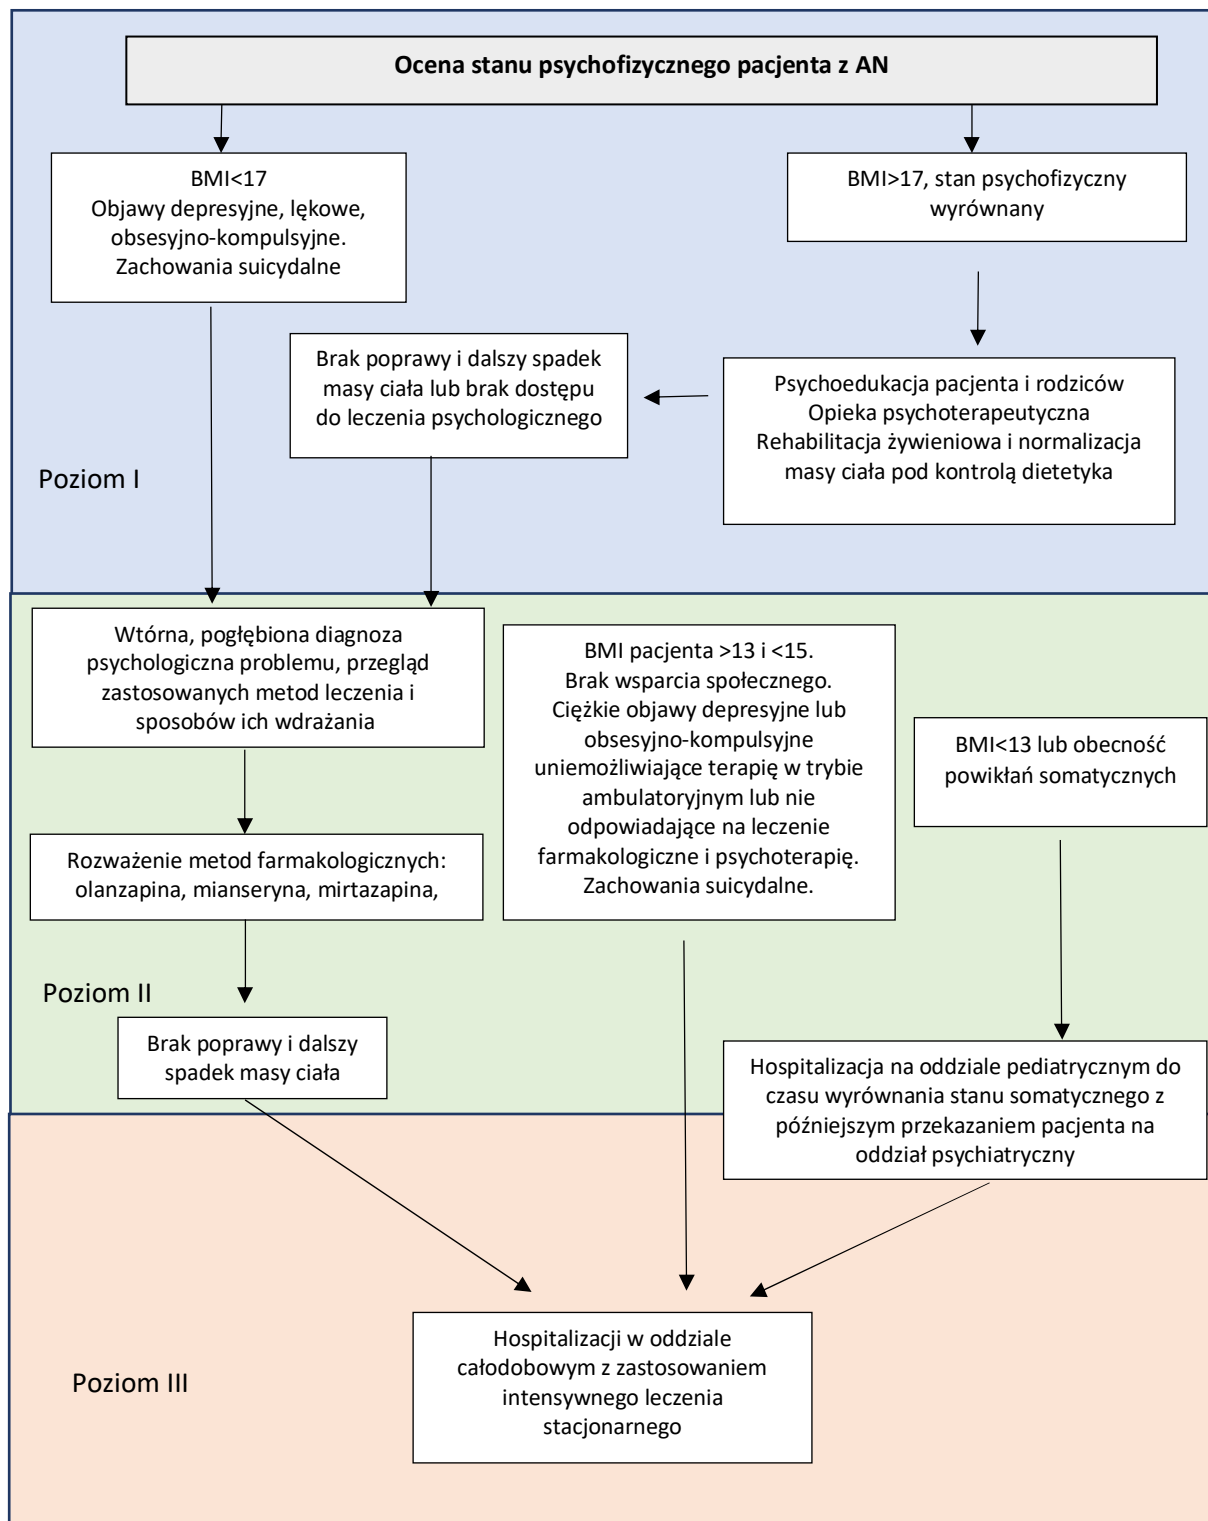 Ocena stanu psychofizycznego pacjenta z AN
BMI<17
Objawy depresyjne, lękowe,
obsesyjno-kompulsyjne.
Zachowania suicydalne
BMI>17, stan psychofizyczny
wyrównany
Brak poprawy i dalszy spadek
masy ciała lub brak dostępu
do leczenia psychologicznego
Psychoedukacja pacjenta i rodziców
Opieka psychoterapeutyczna
Rehabilitacja żywieniowa i normalizacja
masy ciała pod kontrolą dietetyka
Poziom I
Wtórna, pogłębiona diagnoza
psychologiczna problemu, przegląd
zastosowanych metod leczenia i
sposobów ich wdrażania
BMI pacjenta >13 i <15.
Brak wsparcia społecznego.
Ciężkie objawy depresyjne lub
obsesyjno-kompulsyjne
uniemożliwiające terapię w trybie
ambulatoryjnym lub nie
odpowiadające na leczenie
farmakologiczne i psychoterapię.
Zachowania suicydalne.
BMI<13 lub obecność
powikłań somatycznych
Rozważenie metod farmakologicznych:
olanzapina, mianseryna, mirtazapina,
Poziom II
Brak poprawy i dalszy
spadek masy ciała
Hospitalizacja na oddziale pediatrycznym do
czasu wyrównania stanu somatycznego z
późniejszym przekazaniem pacjenta na
oddział psychiatryczny
Hospitalizacji w oddziale
całodobowym z zastosowaniem
intensywnego leczenia
stacjonarnego
Poziom III